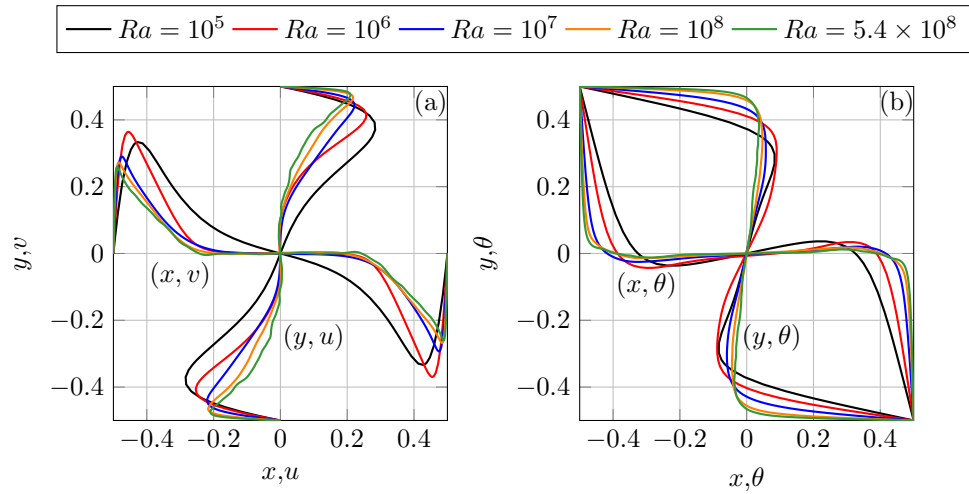 Ra = 10^5 Ra = 10^6 Ra = 10^7 Ra = 10^8 Ra = 5.4 × 10^8
(a) (b)
0.4 0.4
0.2 0.2
0 0
−0.2 −0.2
−0.4 −0.4
y,v y,θ
(x, v) (x, θ)
(y, u) (y, θ)
−0.4 −0.2 0 0.2 0.4 −0.4 −0.2 0 0.2 0.4
x,u x,θ